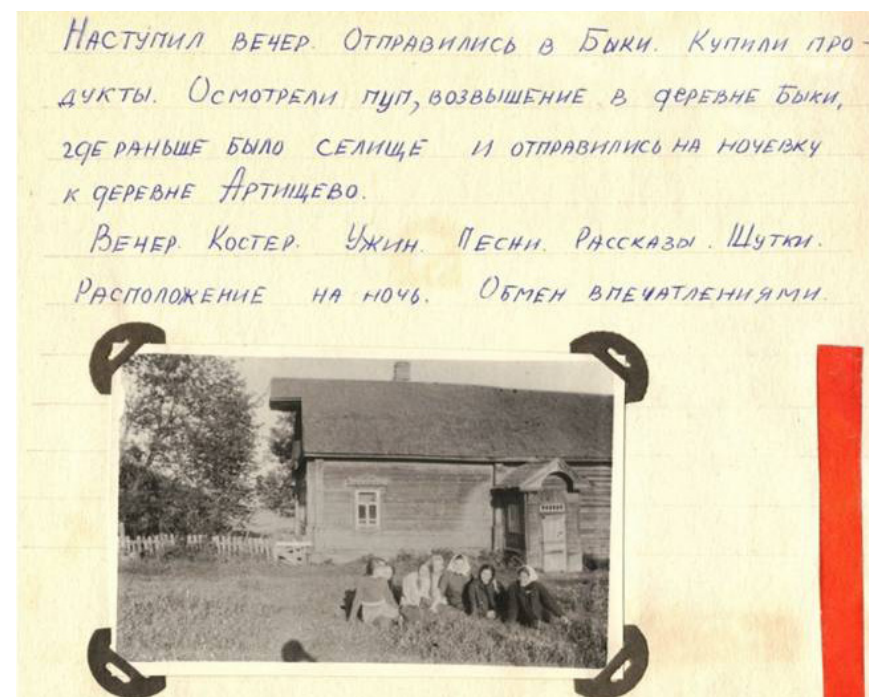 Наступил вечер. Отправились в Быки. Купили про-
дукты. Осмотрели пуп, возвышение в деревне Быки,
где раньше было селище и отправились на ночевку
к деревне Артищево.
Вечер. Костер. Ужин. Песни. Рассказы. Шутки.
Расположение на ночь. Обмен впечатлениями.